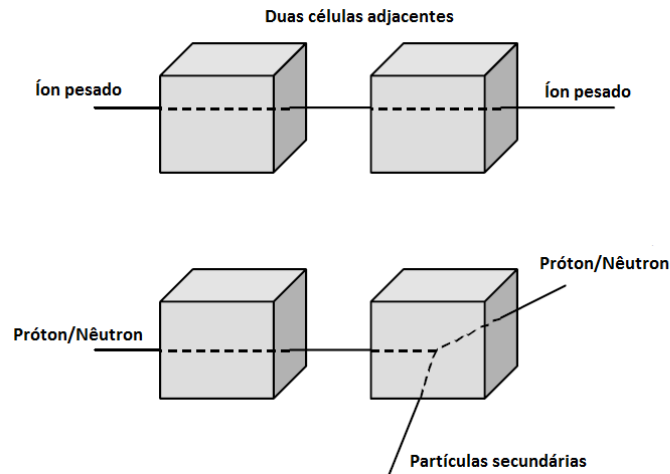 Duas células adjacentes
Íon pesado
Íon pesado
Próton/Nêutron
Próton/Nêutron
Partículas secundárias